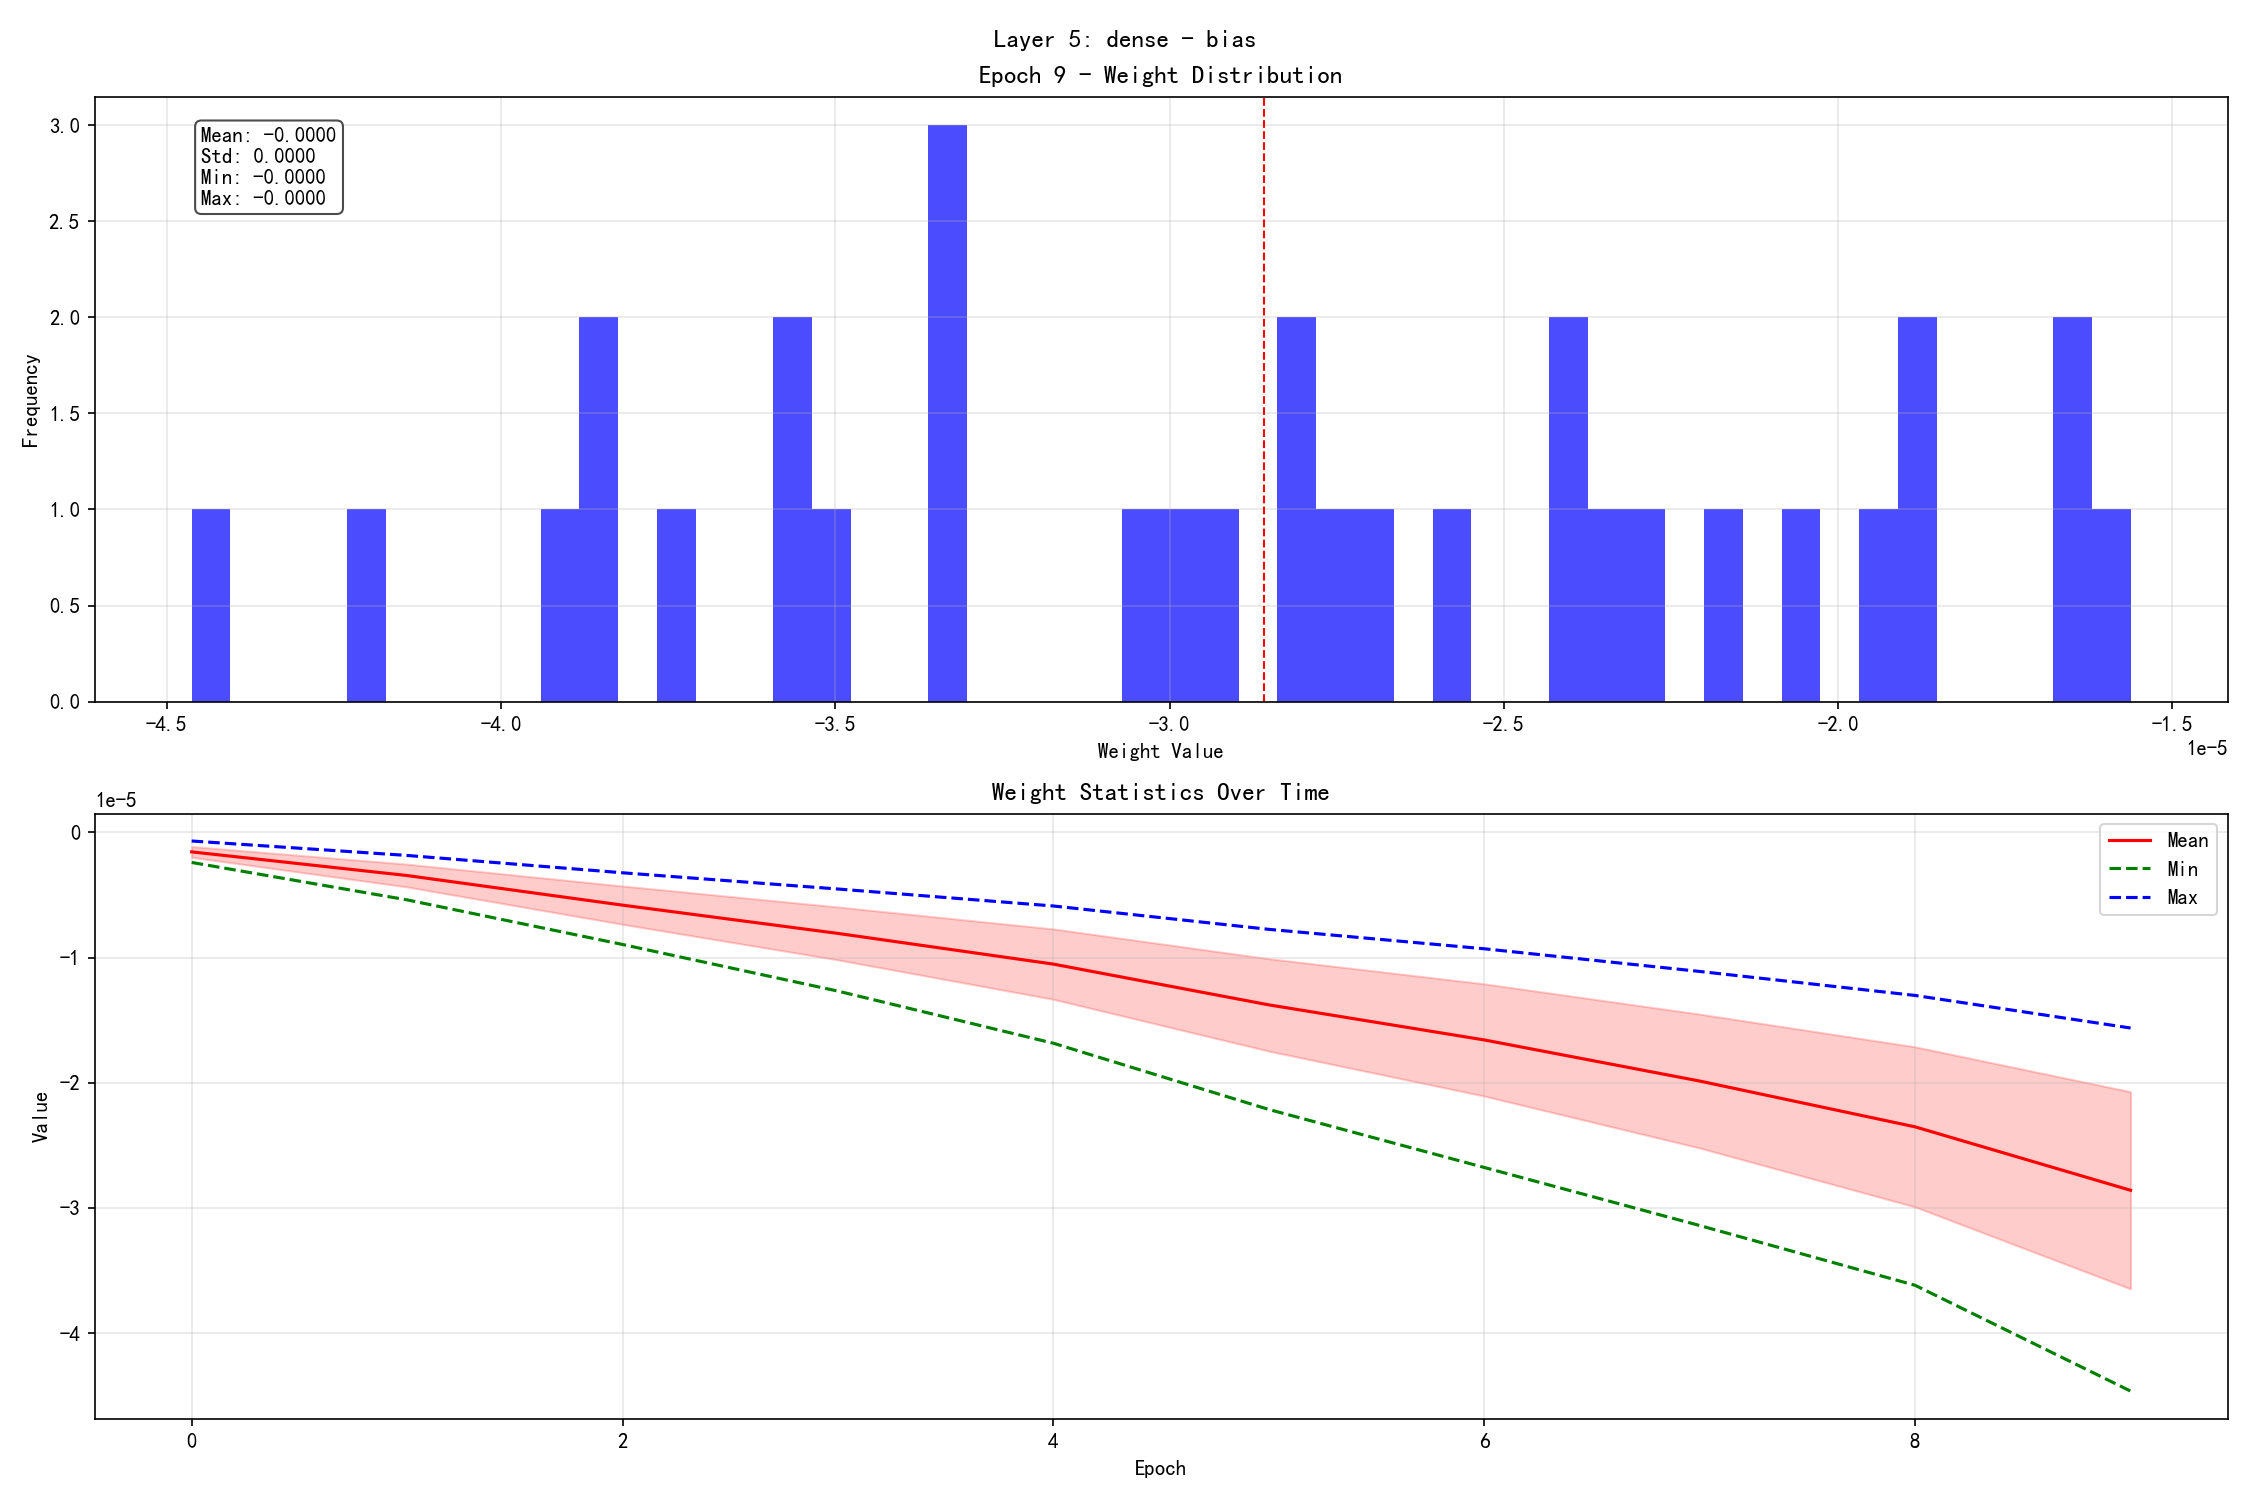 Layer 5: dense - bias
Epoch 9 - Weight Distribution
Mean: -0.0000
Std: 0.0000
Min: -0.0000
Max: -0.0000
3.0
2.5
2.0
1.5
1.0
0.5
0.0
Frequency
-4.5 -4.0 -3.5 -3.0 -2.5 -2.0 -1.5
1e-5
Weight Value
Weight Statistics Over Time
1e-5
0
-1
-2
-3
-4
Value
Mean
Min
Max
0 2 4 6 8
Epoch